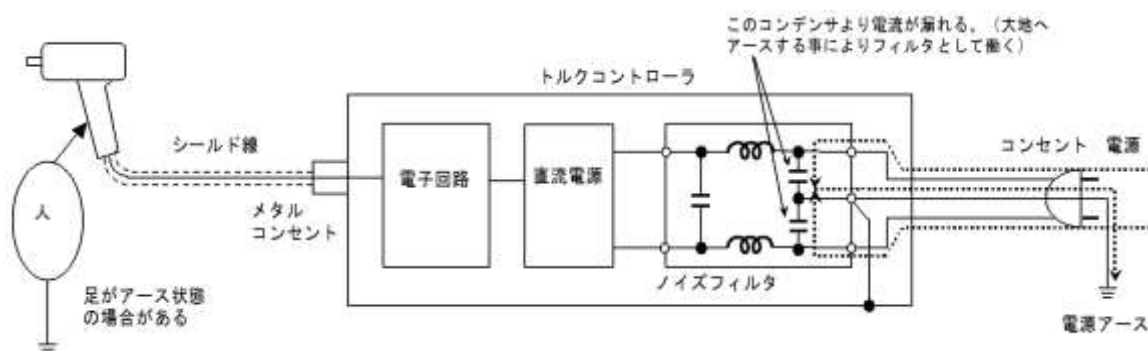 このコンデンサより電流が漏れる。（大地へ
アースする事によりフィルタとして働く）
トルクコントローラ
シールド線
コンセント　電源
電子回路
直流電源
人
メタル
コンセント
ノイズフィルタ
足がアース状態
の場合がある
電源アース